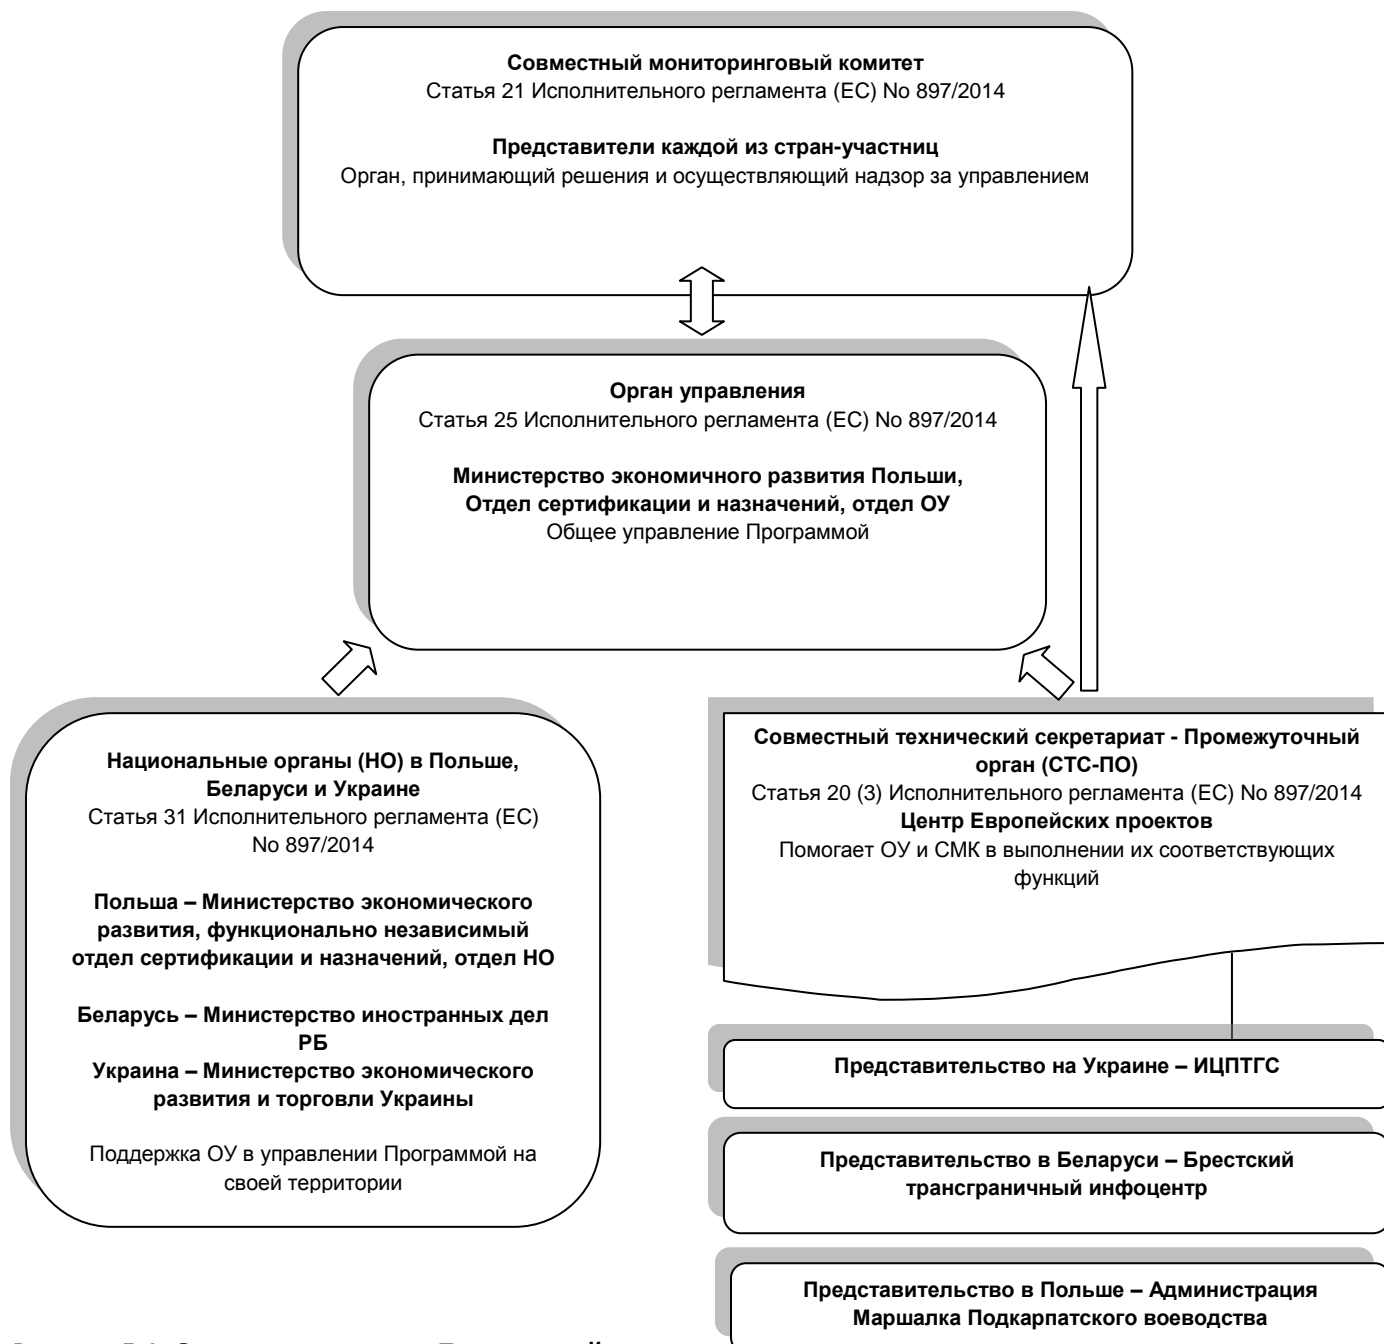 Совместный мониторинговый комитет
Статья 21 Исполнительного регламента (ЕС) No 897/2014
Представители каждой из стран-участниц
Орган, принимающий решения и осуществляющий надзор за управлением
Орган управления
Статья 25 Исполнительного регламента (ЕС) No 897/2014
Министерство экономичного развития Польши,
Отдел сертификации и назначений, отдел ОУ
Общее управление Программой
Национальные органы (НО) в Польше,
Беларуси и Украине
Статья 31 Исполнительного регламента (ЕС)
No 897/2014
Польша – Министерство экономического
развития, функционально независимый
отдел сертификации и назначений, отдел НО
Беларусь – Министерство иностранных дел
РБ
Украина – Министерство экономического
развития и торговли Украины
Поддержка ОУ в управлении Программой на
своей территории
Совместный технический секретариат - Промежуточный
орган (СТС-ПО)
Статья 20 (3) Исполнительного регламента (ЕС) No 897/2014
Центр Европейских проектов
Помогает ОУ и СМК в выполнении их соответствующих
функций
Представительство на Украине – ИЦПТГС
Представительство в Беларуси – Брестский
трансграничный инфоцентр
Представительство в Польше – Администрация
Маршалка Подкарпатского воеводства